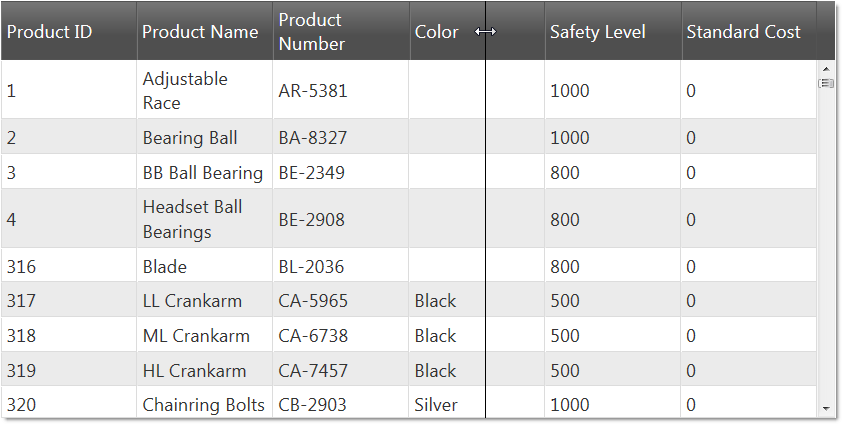 Product ID Product Name Product Number Color Safety Level Standard Cost
1 Adjustable Race AR-5381 1000 0
2 Bearing Ball BA-8327 1000 0
3 BB Ball Bearing BE-2349 800 0
4 Headset Ball Bearings BE-2908 800 0
316 Blade BL-2036 800 0
317 LL Crankarm CA-5965 Black 500 0
318 ML Crankarm CA-6738 Black 500 0
319 HL Crankarm CA-7457 Black 500 0
320 Chainring Bolts CB-2903 Silver 1000 0